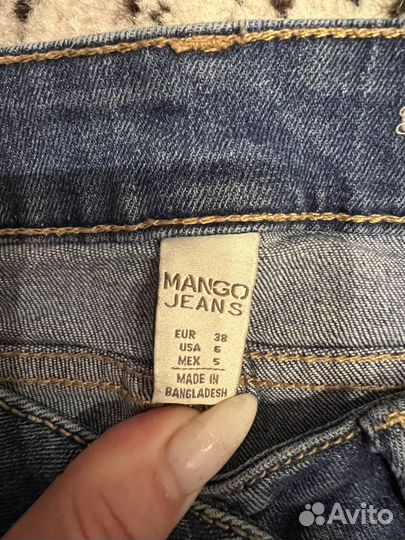 MANGO
JEANS
EUR 38
USA 6
MEX 5
MADE IN
BANGLADESH
Avito